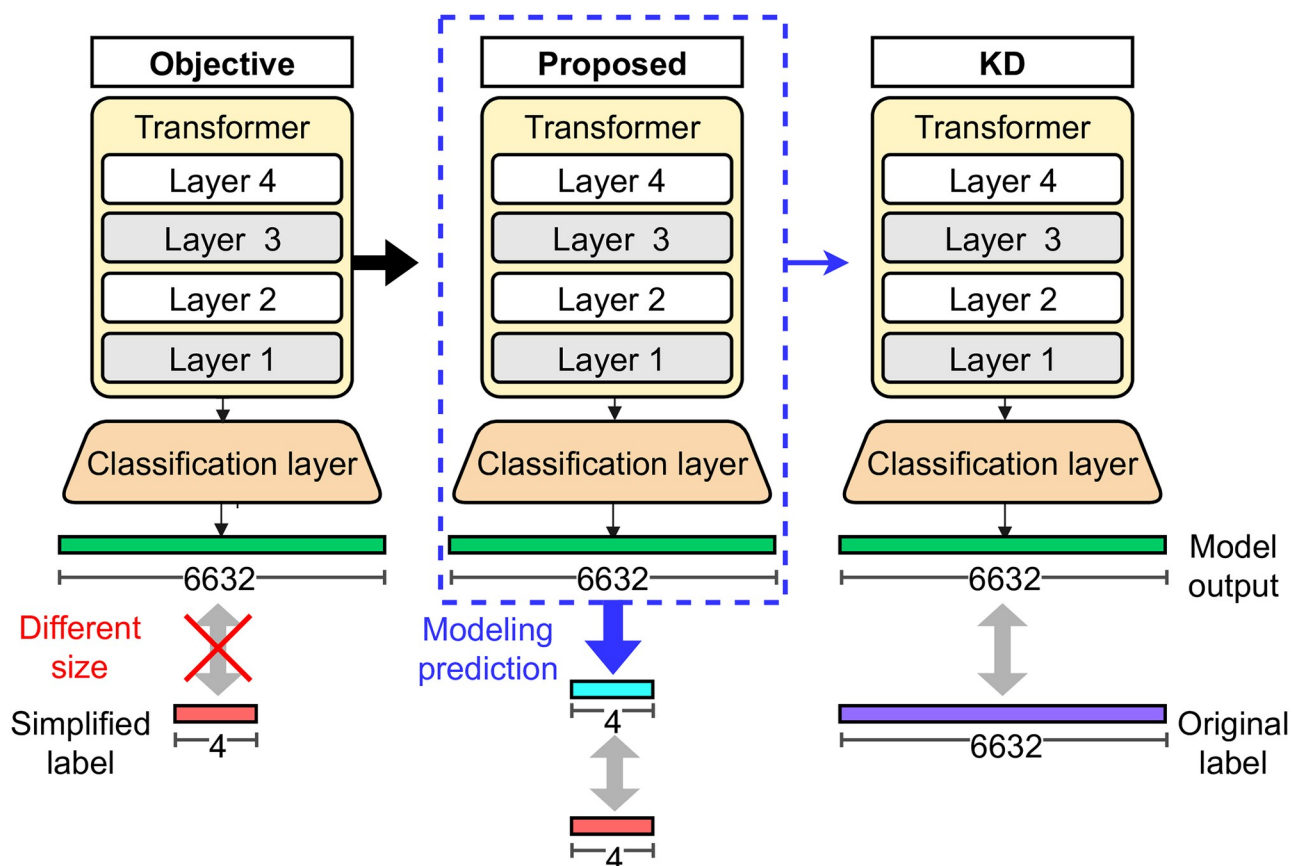 Objective
Transformer
Layer 4
Layer 3
Layer 2
Layer 1
Classification layer
6632
Different
size
Simplified
label
4
Proposed
Transformer
Layer 4
Layer 3
Layer 2
Layer 1
Classification layer
6632
Modeling
prediction
4
4
KD
Transformer
Layer 4
Layer 3
Layer 2
Layer 1
Classification layer
Model
output
6632
Original
label
6632